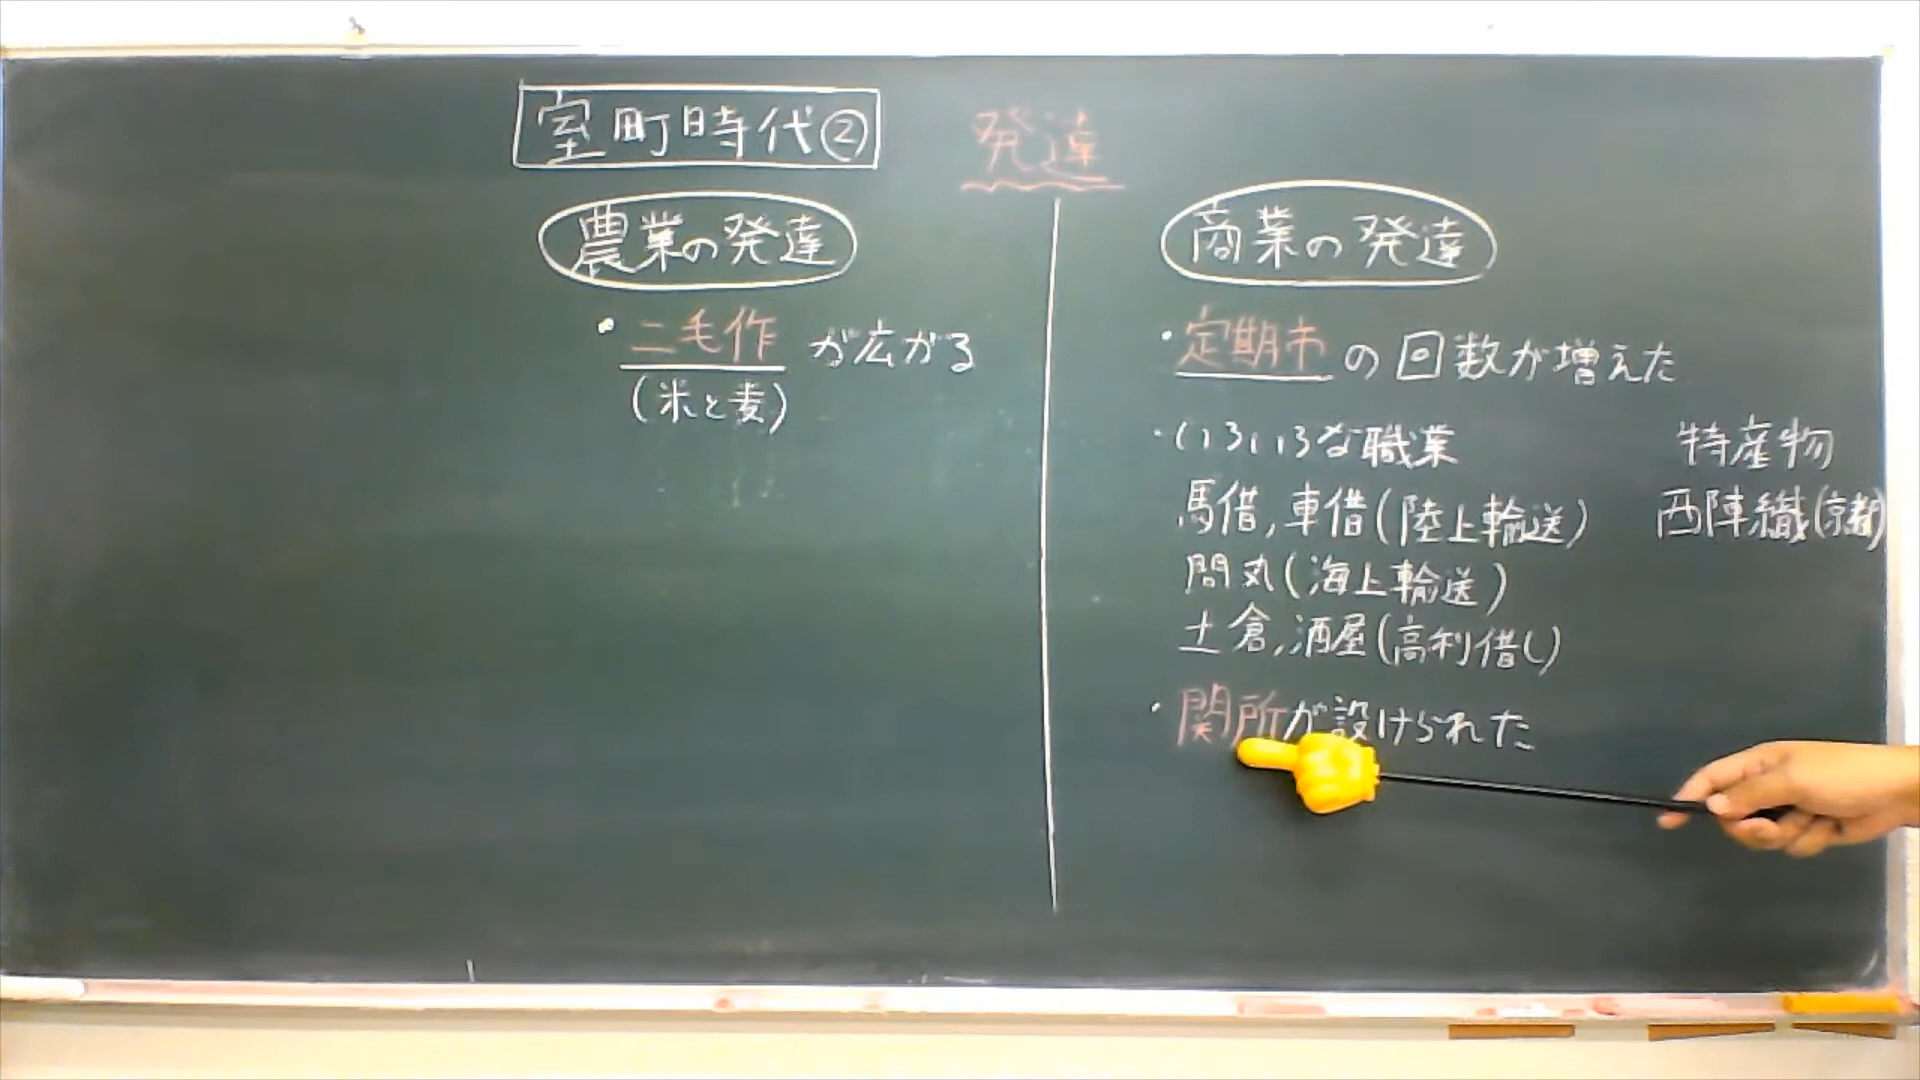 室町時代②
発達
農業の発達
・二毛作が広がる
(米と麦)
商業の発達
・定期市の回数が増えた
・いろいろな職業
馬借,車借(陸上輸送)
問丸(海上輸送)
土倉,酒屋(高利借し)
・関所が設けられた
特産物
西陣織(京都)